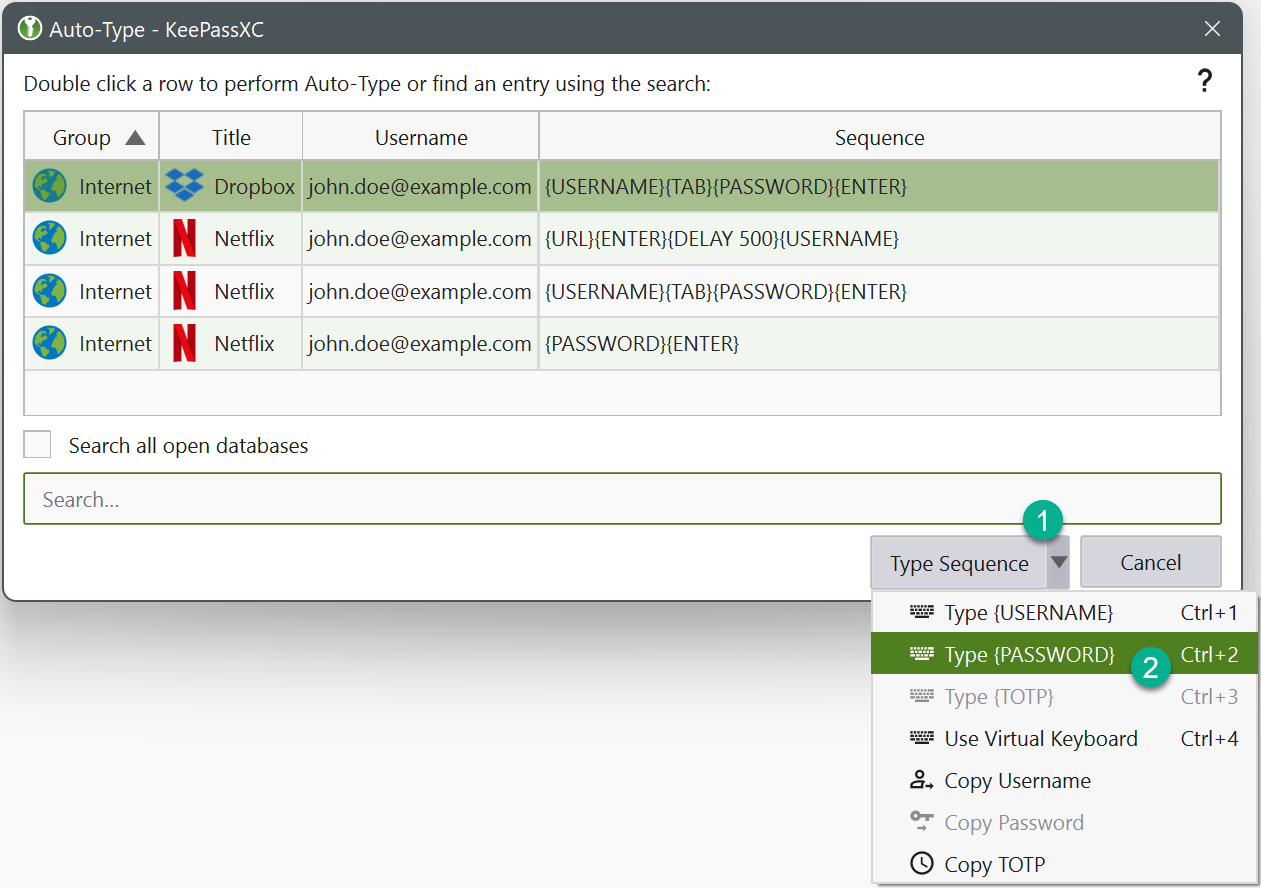 Auto-Type - KeePassXC
Double click a row to perform Auto-Type or find an entry using the search: ?
Group Title Username Sequence
Internet Dropbox john.doe@example.com {USERNAME}{TAB}{PASSWORD}{ENTER}
Internet Netflix john.doe@example.com {URL}{ENTER}{DELAY 500}{USERNAME}
Internet Netflix john.doe@example.com {USERNAME}{TAB}{PASSWORD}{ENTER}
Internet Netflix john.doe@example.com {PASSWORD}{ENTER}
Search all open databases
Search...
1
Type Sequence Cancel
Type {USERNAME} Ctrl+1
Type {PASSWORD} 2 Ctrl+2
Type {TOTP} Ctrl+3
Use Virtual Keyboard Ctrl+4
Copy Username
Copy Password
Copy TOTP